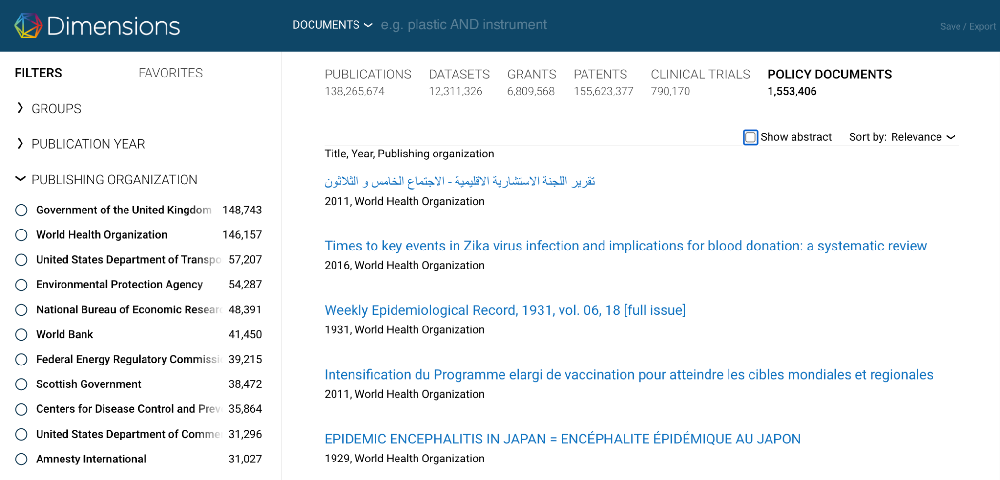 Dimensions
DOCUMENTS e.g. plastic AND instrument
Save / Export
FILTERS FAVORITES
GROUPS
PUBLICATION YEAR
PUBLISHING ORGANIZATION
Government of the United Kingdom 148,743
World Health Organization 146,157
United States Department of Transpo 57,207
Environmental Protection Agency 54,287
National Bureau of Economic Researc 48,391
World Bank 41,450
Federal Energy Regulatory Commissio 39,215
Scottish Government 38,472
Centers for Disease Control and Preve 35,864
United States Department of Commer 31,296
Amnesty International 31,027
PUBLICATIONS DATASETS GRANTS PATENTS CLINICAL TRIALS POLICY DOCUMENTS
138,265,674 12,311,326 6,809,568 155,623,377 790,170 1,553,406
Show abstract Sort by: Relevance
Title, Year, Publishing organization
تقرير اللجنة الاستشارية الاقليمية - الاجتماع الخامس و الثلاثون
2011, World Health Organization
Times to key events in Zika virus infection and implications for blood donation: a systematic review
2016, World Health Organization
Weekly Epidemiological Record, 1931, vol. 06, 18 [full issue]
1931, World Health Organization
Intensification du Programme elargi de vaccination pour atteindre les cibles mondiales et regionales
2011, World Health Organization
EPIDEMIC ENCEPHALITIS IN JAPAN = ENCÉPHALITE ÉPIDÉMIQUE AU JAPON
1929, World Health Organization